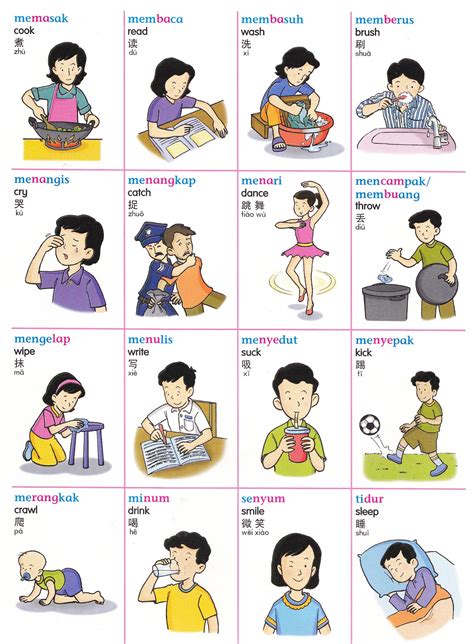 memasak
cook
煮
zhǔ
membaca
read
读
dú
membasuh
wash
洗
xǐ
memberus
brush
刷
shuā
menangis
cry
哭
kū
menangkap
catch
捉
zhuō
menari
dance
跳 舞
tiào wǔ
mencampak/
membuang
throw
丢
diū
mengelap
wipe
抹
mā
menulis
write
写
xiě
menyedut
suck
吸
xī
menyepak
kick
踢
tī
merangkak
crawl
爬
pá
minum
drink
喝
hē
senyum
smile
微 笑
wēi xiào
tidur
sleep
睡
shuì